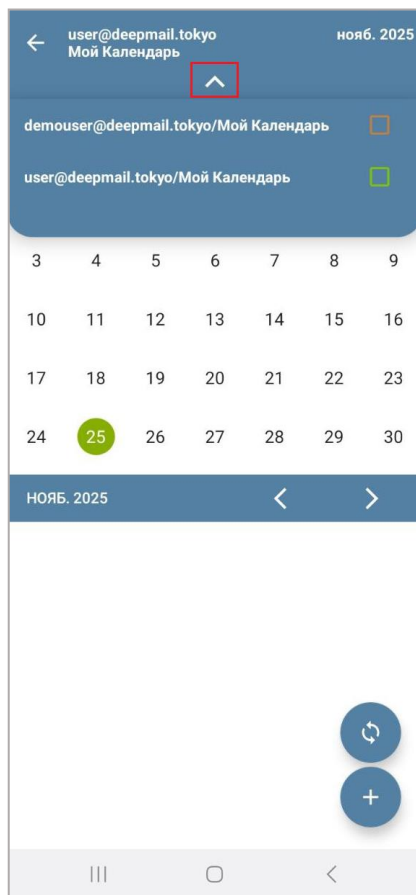 user@deepmail.tokyo
Мой Календарь
нояб. 2025
demouser@deepmail.tokyo/Мой Календарь
user@deepmail.tokyo/Мой Календарь
3 4 5 6 7 8 9
10 11 12 13 14 15 16
17 18 19 20 21 22 23
24 25 26 27 28 29 30
НОЯБ. 2025